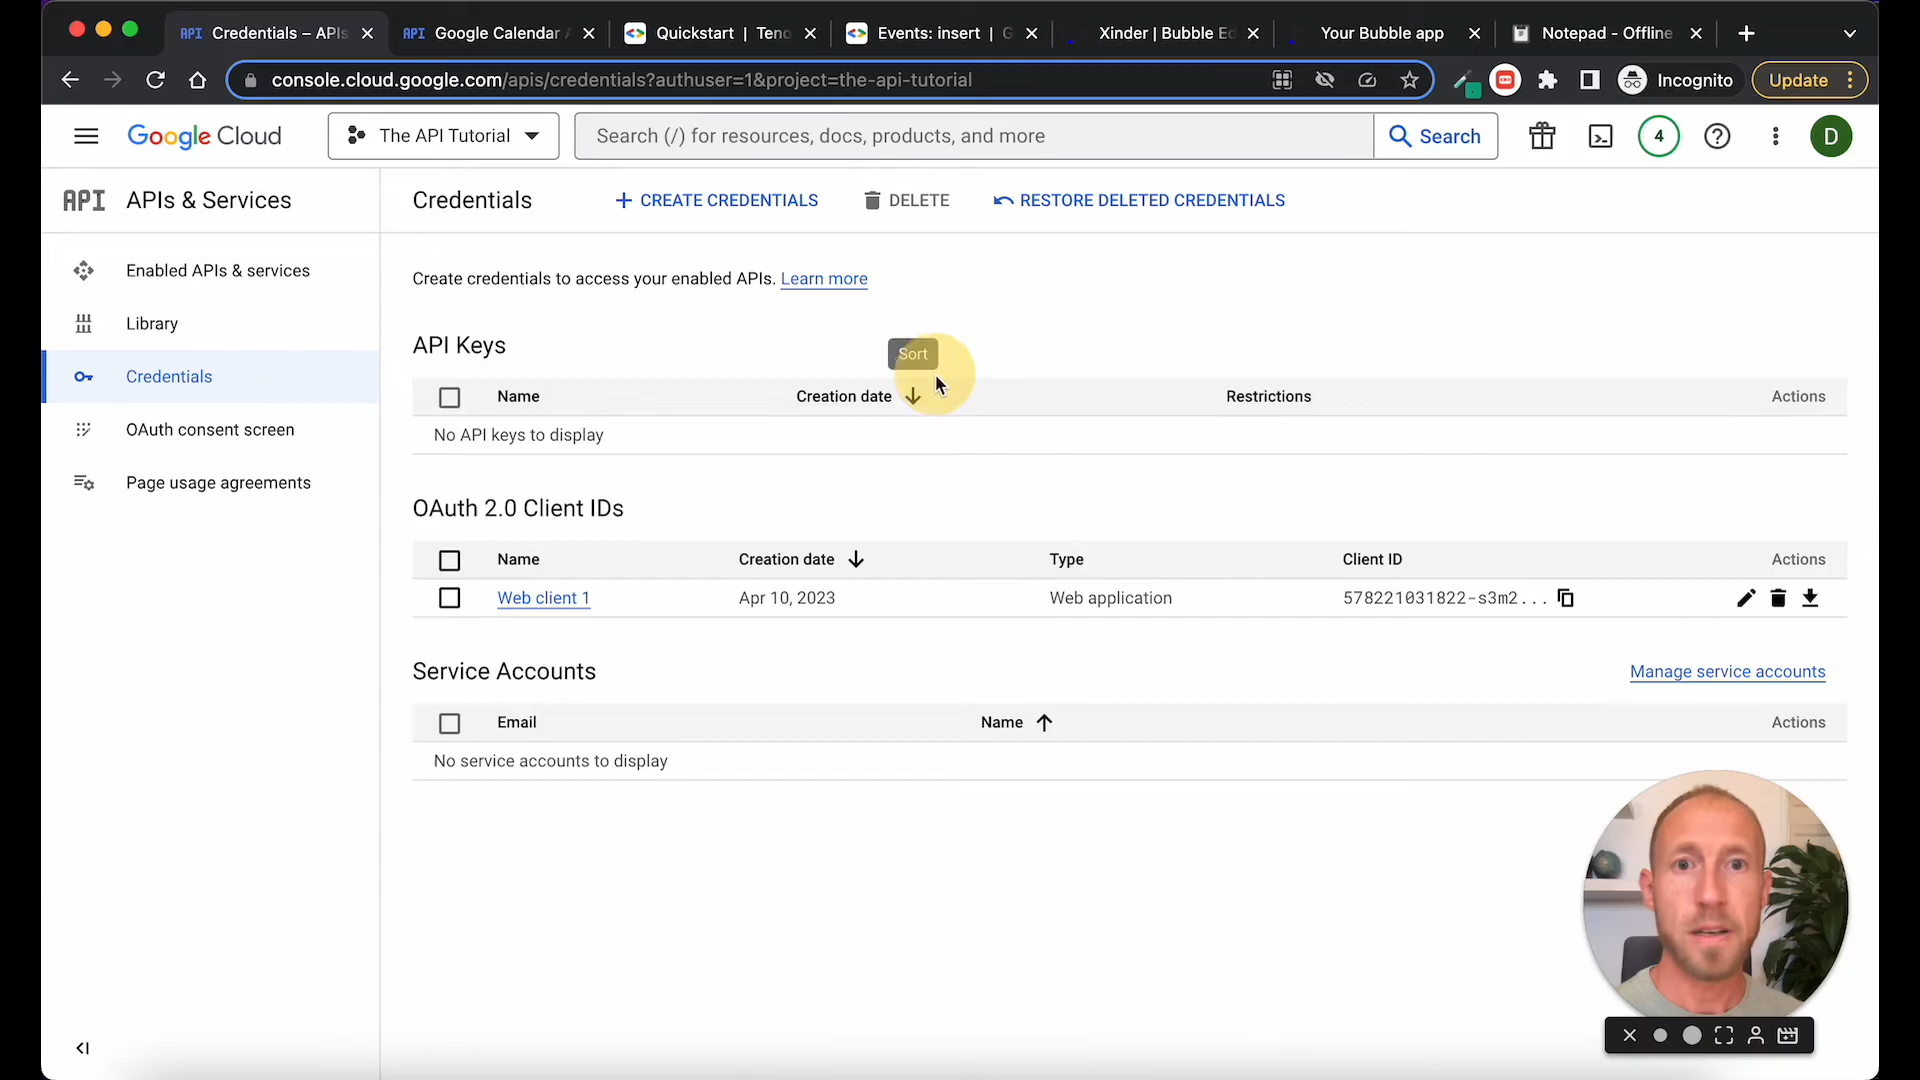 API Credentials – APIs
API Google Calendar A
Quickstart | Teno
Events: insert | G
Xinder | Bubble Ed
Your Bubble app
Notepad - Offline
console.cloud.google.com/apis/credentials?authuser=1&project=the-api-tutorial
Incognito
Update
Google Cloud
The API Tutorial
Search (/) for resources, docs, products, and more
Search
4
D
API APIs & Services
Credentials
+ CREATE CREDENTIALS
DELETE
RESTORE DELETED CREDENTIALS
Enabled APIs & services
Library
Credentials
OAuth consent screen
Page usage agreements
Create credentials to access your enabled APIs. Learn more
API Keys
Sort
Name Creation date Restrictions Actions
No API keys to display
OAuth 2.0 Client IDs
Name Creation date Type Client ID Actions
Web client 1 Apr 10, 2023 Web application 578221031822-s3m2...
Service Accounts
Manage service accounts
Email Name Actions
No service accounts to display